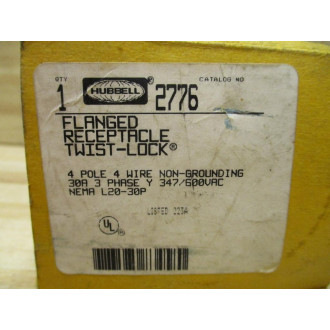 QTY CATALOG NO
1 HUBBELL 2776
FLANGED
RECEPTACLE
TWIST-LOCK®
4 POLE 4 WIRE NON-GROUNDING
30A 3 PHASE Y 347/600VAC
NEMA L20-30P
UL